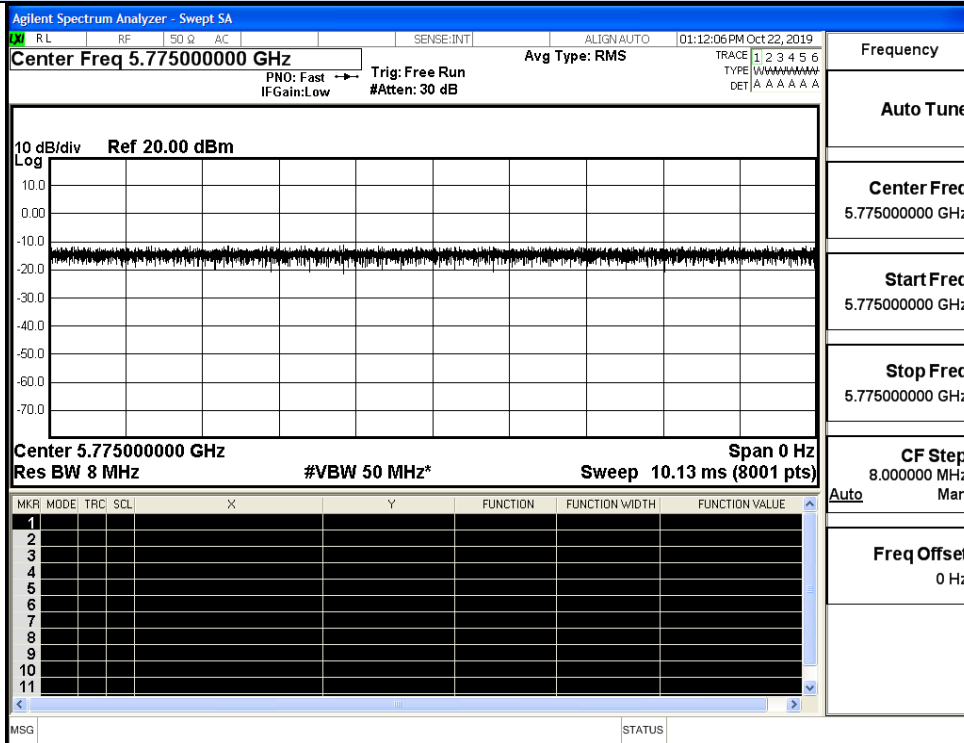 Agilent Spectrum Analyzer - Swept SA
LXI RL RF 50 Ω AC SENSE:INT ALIGN AUTO 01:12:06 PM Oct 22, 2019
Center Freq 5.775000000 GHz Avg Type: RMS TRACE 1 2 3 4 5 6
PNO: Fast Trig: Free Run TYPE WWWWWW
IFGain:Low #Atten: 30 dB DET A A A A A A
10 dB/div Ref 20.00 dBm
Log
10.0
0.00
-10.0
-20.0
-30.0
-40.0
-50.0
-60.0
-70.0
Center 5.775000000 GHz Span 0 Hz
Res BW 8 MHz #VBW 50 MHz* Sweep 10.13 ms (8001 pts)
MKR MODE TRC SCL X Y FUNCTION FUNCTION WIDTH FUNCTION VALUE
1
2
3
4
5
6
7
8
9
10
11
MSG STATUS
Frequency
Auto Tune
Center Freq
5.775000000 GHz
Start Freq
5.775000000 GHz
Stop Freq
5.775000000 GHz
CF Step
8.000000 MHz
Auto Man
Freq Offset
0 Hz